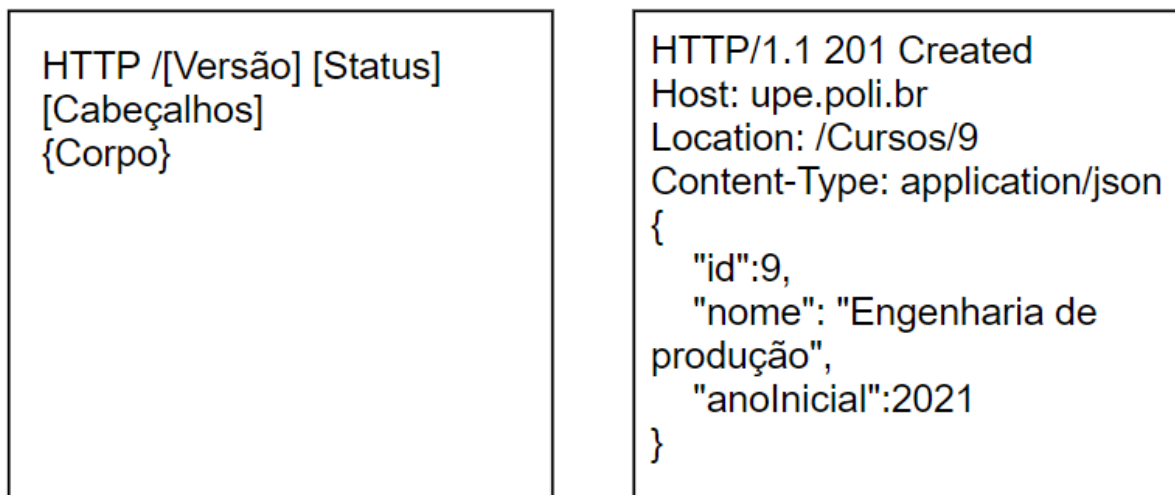 HTTP /[Versão] [Status]
[Cabeçalhos]
{Corpo}
HTTP/1.1 201 Created
Host: upe.poli.br
Location: /Cursos/9
Content-Type: application/json
{
"id":9,
"nome": "Engenharia de
produção",
"anoInicial":2021
}